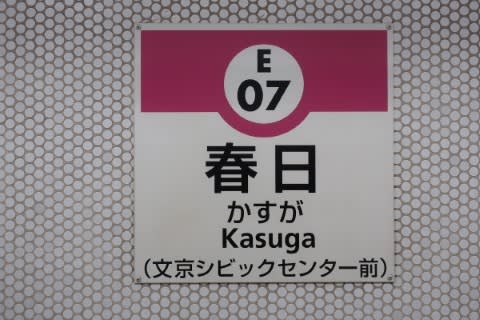 E
07
春日
かすが
Kasuga
(文京シビックセンター前)